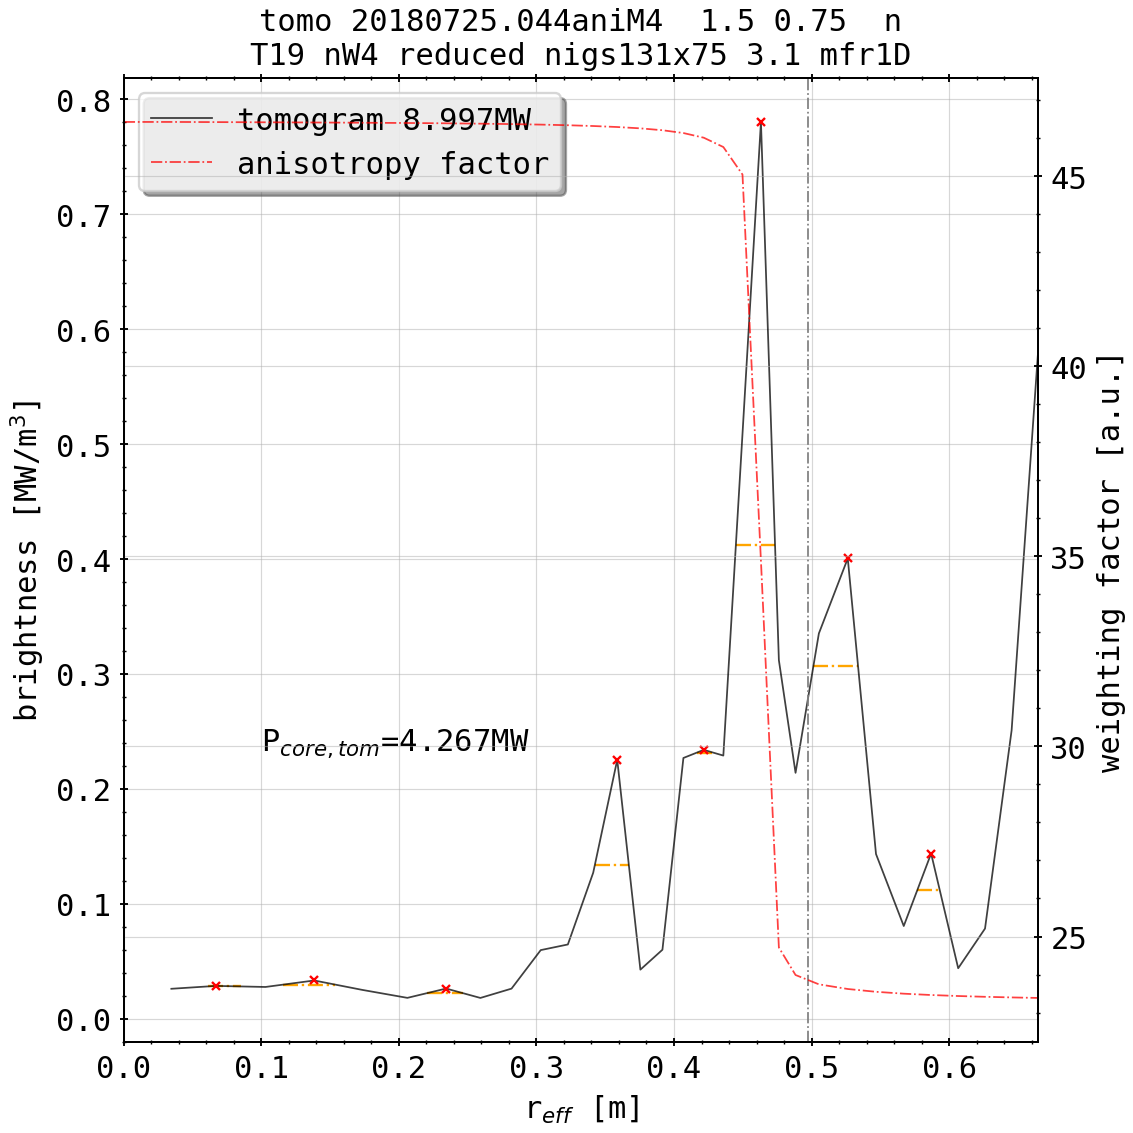 tomo 20180725.044aniM4  1.5 0.75  n
T19 nW4 reduced nigs131x75 3.1 mfr1D
tomogram 8.997MW
anisotropy factor
0.8
0.7
0.6
0.5
0.4
0.3
0.2
0.1
0.0
brightness [MW/m³]
P_core,tom=4.267MW
45
40
35
30
25
weighting factor [a.u.]
0.0 0.1 0.2 0.3 0.4 0.5 0.6
r_eff [m]